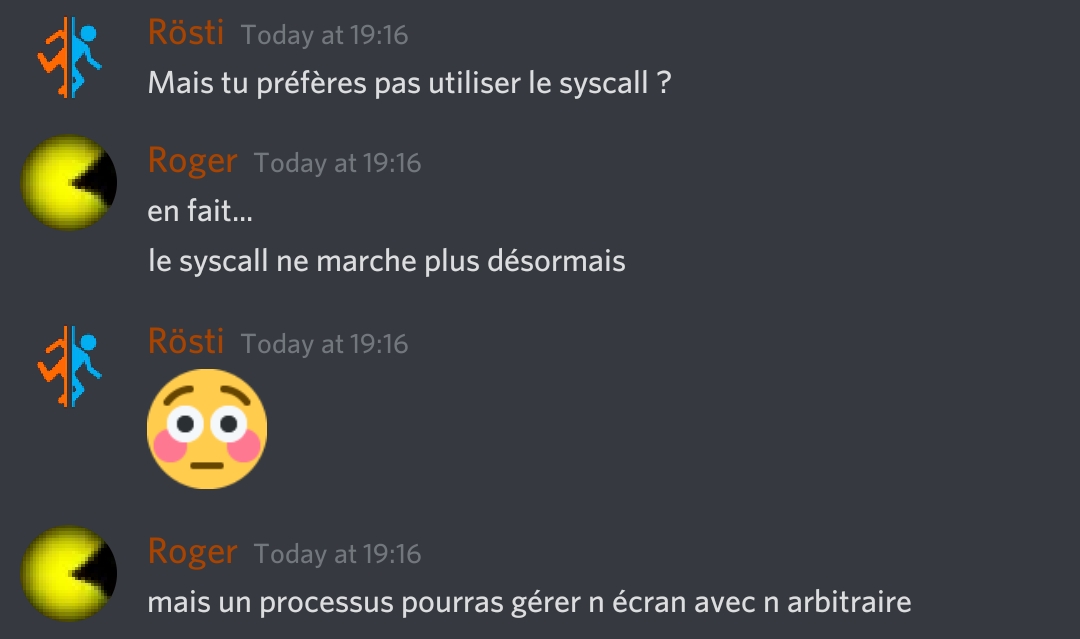 Rösti Today at 19:16
Mais tu préfères pas utiliser le syscall ?
Roger Today at 19:16
en fait...
le syscall ne marche plus désormais
Rösti Today at 19:16
Roger Today at 19:16
mais un processus pourras gérer n écran avec n arbitraire